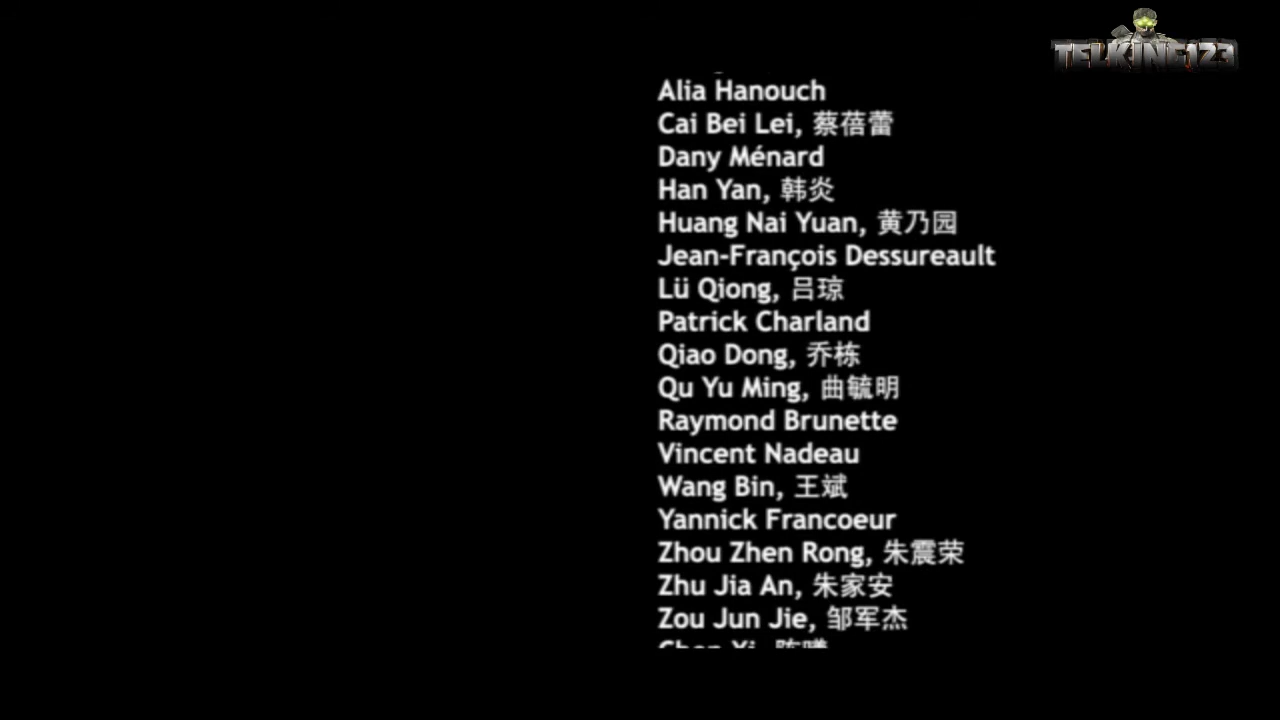 TELKINE123
Alia Hanouch
Cai Bei Lei, 蔡蓓蕾
Dany Ménard
Han Yan, 韩炎
Huang Nai Yuan, 黄乃园
Jean-François Dessureault
Lü Qiong, 吕琼
Patrick Charland
Qiao Dong, 乔栋
Qu Yu Ming, 曲毓明
Raymond Brunette
Vincent Nadeau
Wang Bin, 王斌
Yannick Francoeur
Zhou Zhen Rong, 朱震荣
Zhu Jia An, 朱家安
Zou Jun Jie, 邹军杰